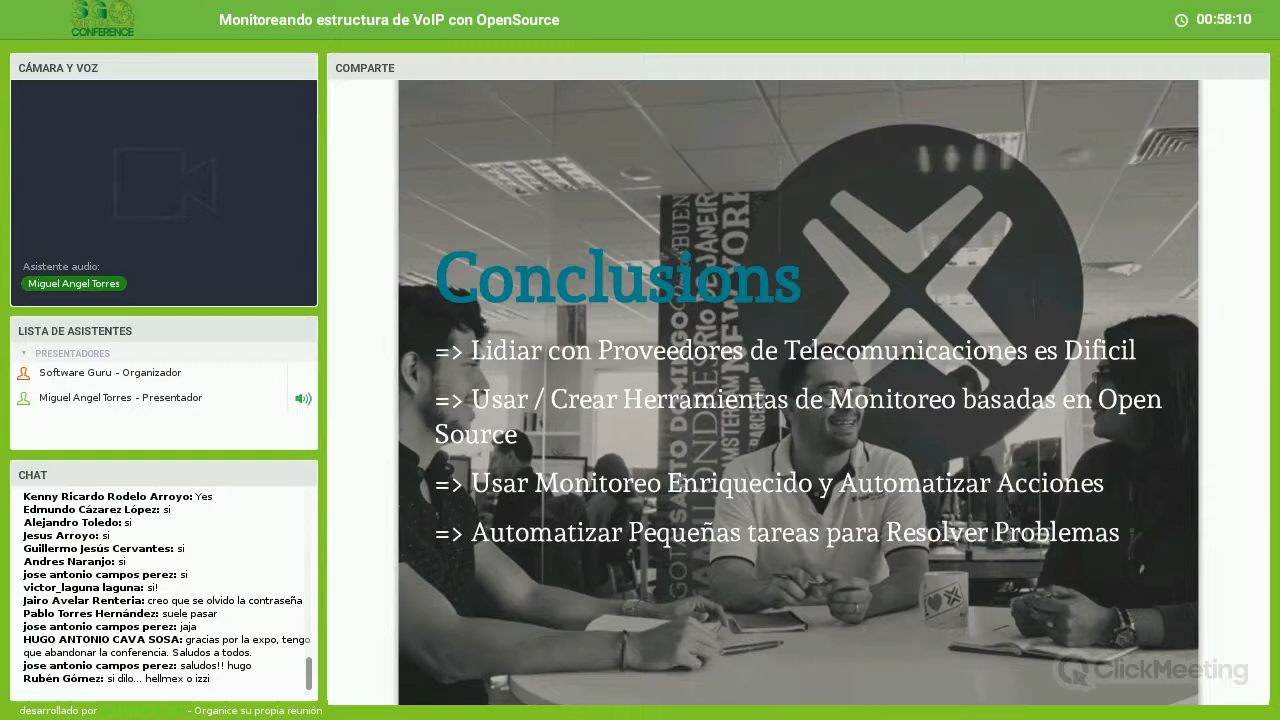 SG
CONFERENCE
Monitoreando estructura de VoIP con OpenSource
00:58:10
CÁMARA Y VOZ
Asistente audio:
Miguel Angel Torres
LISTA DE ASISTENTES
PRESENTADORES
Software Guru - Organizador
Miguel Angel Torres - Presentador
CHAT
Kenny Ricardo Rodelo Arroyo: Yes
Edmundo Cázarez López: si
Alejandro Toledo: si
Jesus Arroyo: si
Guillermo Jesús Cervantes: si
Andres Naranjo: si
jose antonio campos perez: si
victor_laguna laguna: si!
Jairo Avelar Renteria: creo que se olvido la contraseña
Pablo Torres Hernández: suele pasar
jose antonio campos perez: jaja
HUGO ANTONIO CAVA SOSA: gracias por la expo, tengo
que abandonar la conferencia. Saludos a todos.
jose antonio campos perez: saludos!! hugo
Rubén Gómez: si dilo... hellmex o izzi
desarrollado por - Organice su propia reunión
COMPARTE
Conclusions
=> Lidiar con Proveedores de Telecomunicaciones es Dificil
=> Usar / Crear Herramientas de Monitoreo basadas en Open
Source
=> Usar Monitoreo Enriquecido y Automatizar Acciones
=> Automatizar Pequeñas tareas para Resolver Problemas
ClickMeeting